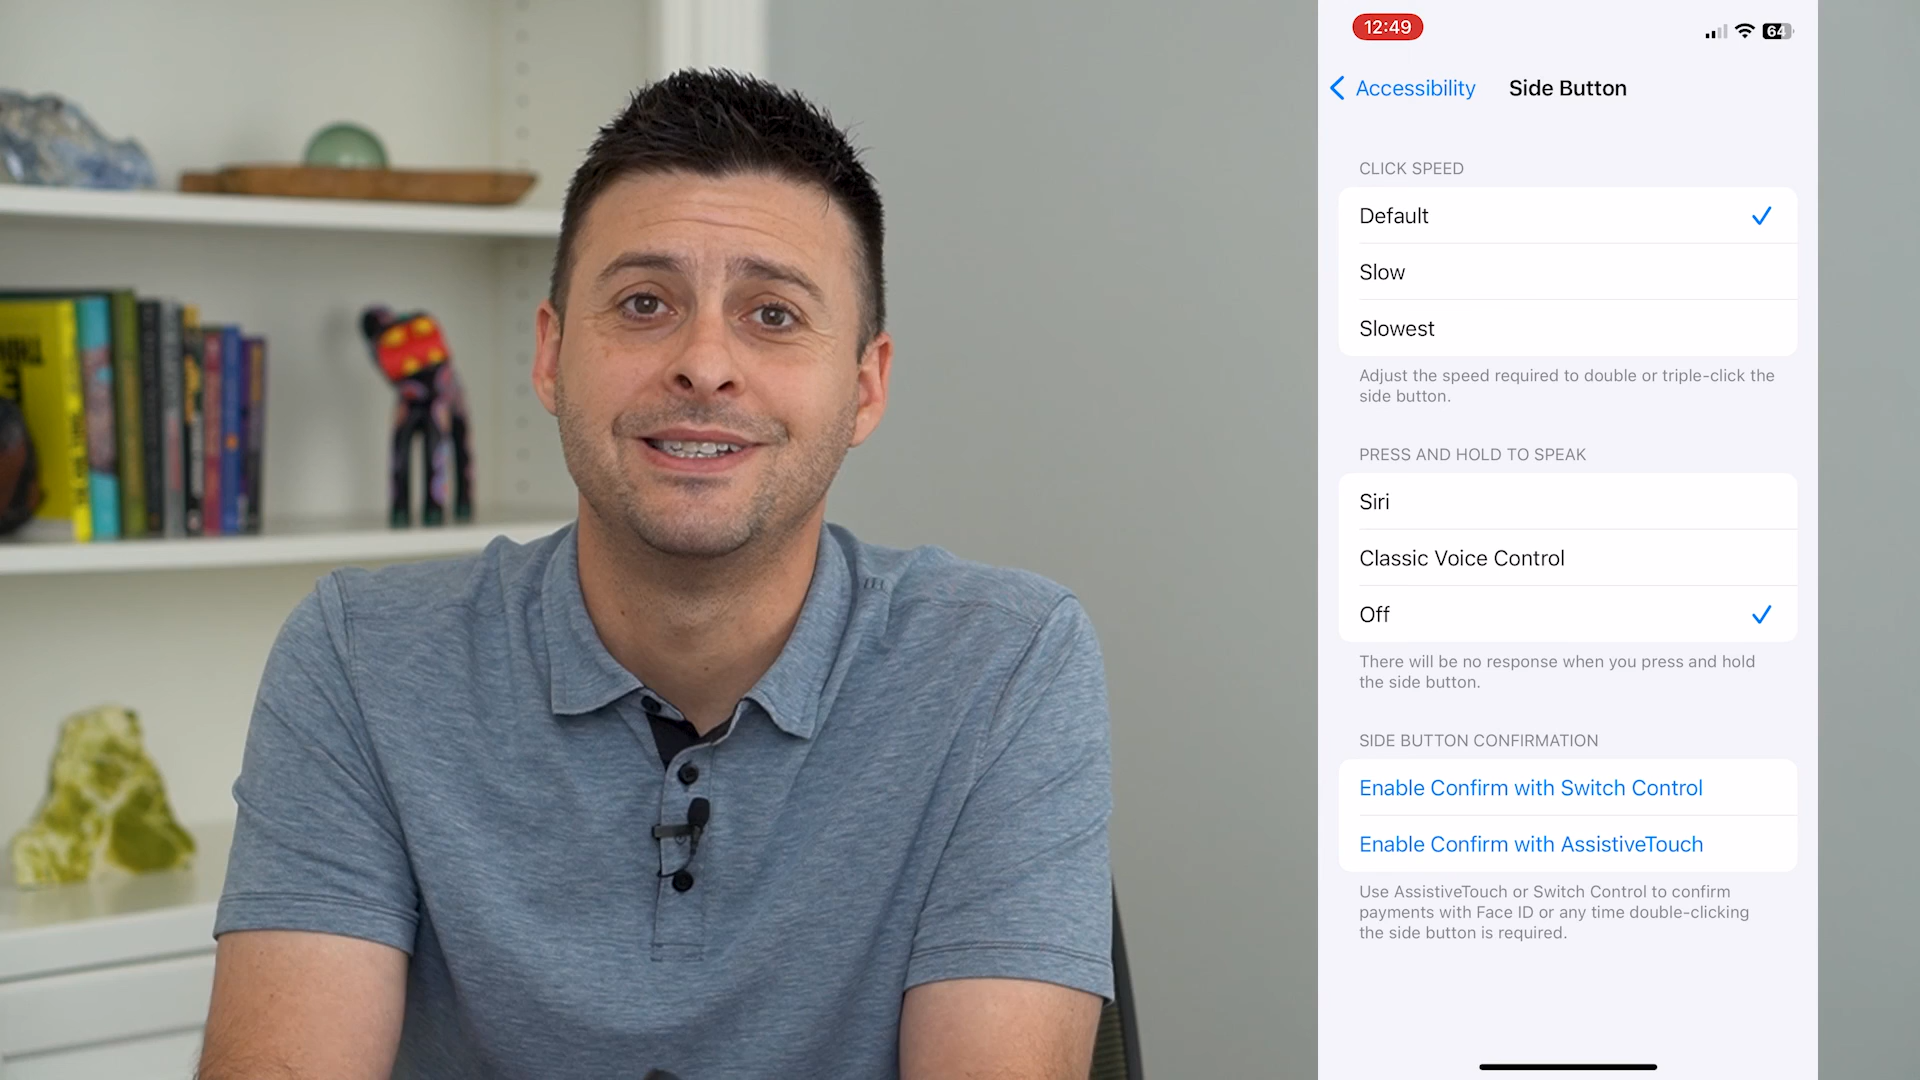 12:49
64
Accessibility
Side Button
CLICK SPEED
Default
Slow
Slowest
Adjust the speed required to double or triple-click the
side button.
PRESS AND HOLD TO SPEAK
Siri
Classic Voice Control
Off
There will be no response when you press and hold
the side button.
SIDE BUTTON CONFIRMATION
Enable Confirm with Switch Control
Enable Confirm with AssistiveTouch
Use AssistiveTouch or Switch Control to confirm
payments with Face ID or any time double-clicking
the side button is required.